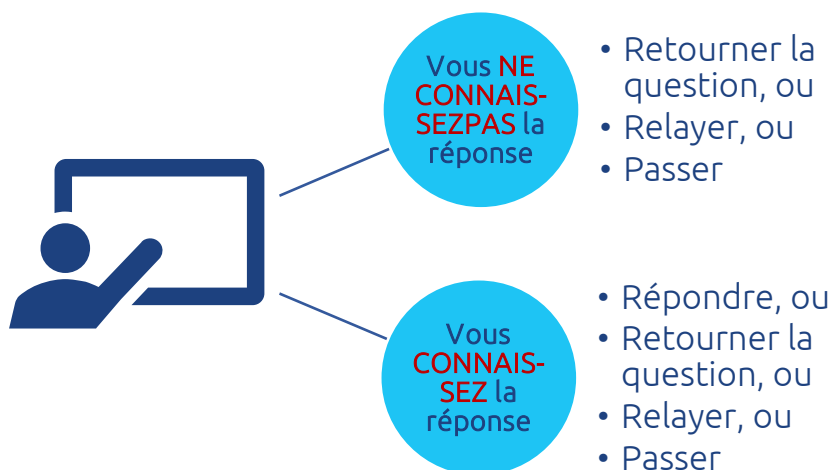 Vous NE
CONNAIS-
SEZPAS la
réponse
• Retourner la
question, ou
• Relayer, ou
• Passer
Vous
CONNAIS-
SEZ la
réponse
• Répondre, ou
• Retourner la
question, ou
• Relayer, ou
• Passer